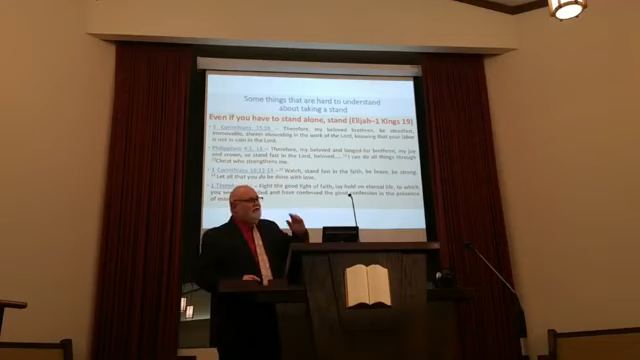 Some things that are hard to understand
about taking a stand
Even if you have to stand alone, stand (Elijah–1 Kings 19)
1 Corinthians 15:58 – Therefore, my beloved brethren, be steadfast,
immovable, always abounding in the work of the Lord, knowing that your labor
is not in vain in the Lord.
Philippians 4:1, 13 – Therefore, my beloved and longed-for brethren, my joy
and crown, so stand fast in the Lord, beloved. 13 I can do all things through
Christ who strengthens me.
1 Corinthians 16:13-14 – Watch, stand fast in the faith, be brave, be strong.
14 Let all that you do be done with love.
Fight the good fight of faith, lay hold on eternal life, to which
you and have confessed the good confession in the presence
of